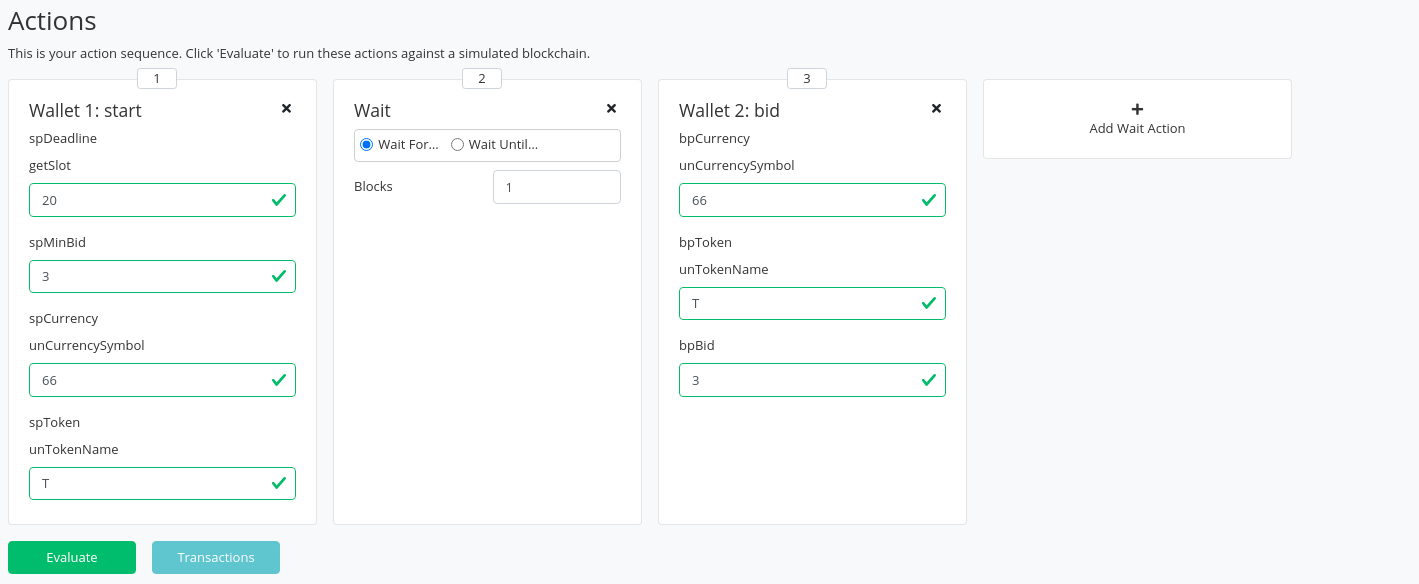 Actions
This is your action sequence. Click 'Evaluate' to run these actions against a simulated blockchain.
1
Wallet 1: start
spDeadline
getSlot
20
spMinBid
3
spCurrency
unCurrencySymbol
66
spToken
unTokenName
T
2
Wait
Wait For... Wait Until...
Blocks 1
3
Wallet 2: bid
bpCurrency
unCurrencySymbol
66
bpToken
unTokenName
T
bpBid
3
Add Wait Action
Evaluate Transactions